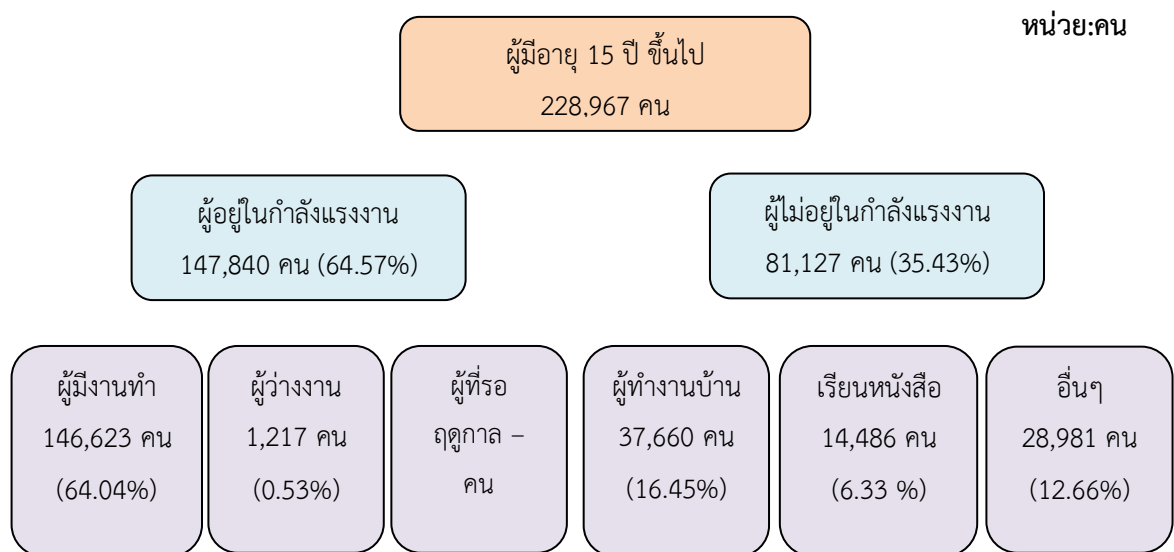 หน่วย:คน
ผู้มีอายุ 15 ปี ขึ้นไป
228,967 คน
ผู้อยู่ในกำลังแรงงาน
147,840 คน (64.57%)
ผู้ไม่อยู่ในกำลังแรงงาน
81,127 คน (35.43%)
ผู้มีงานทำ
146,623 คน
(64.04%)
ผู้ว่างงาน
1,217 คน
(0.53%)
ผู้ที่รอ
ฤดูกาล –
คน
ผู้ทำงานบ้าน
37,660 คน
(16.45%)
เรียนหนังสือ
14,486 คน
(6.33 %)
อื่นๆ
28,981 คน
(12.66%)